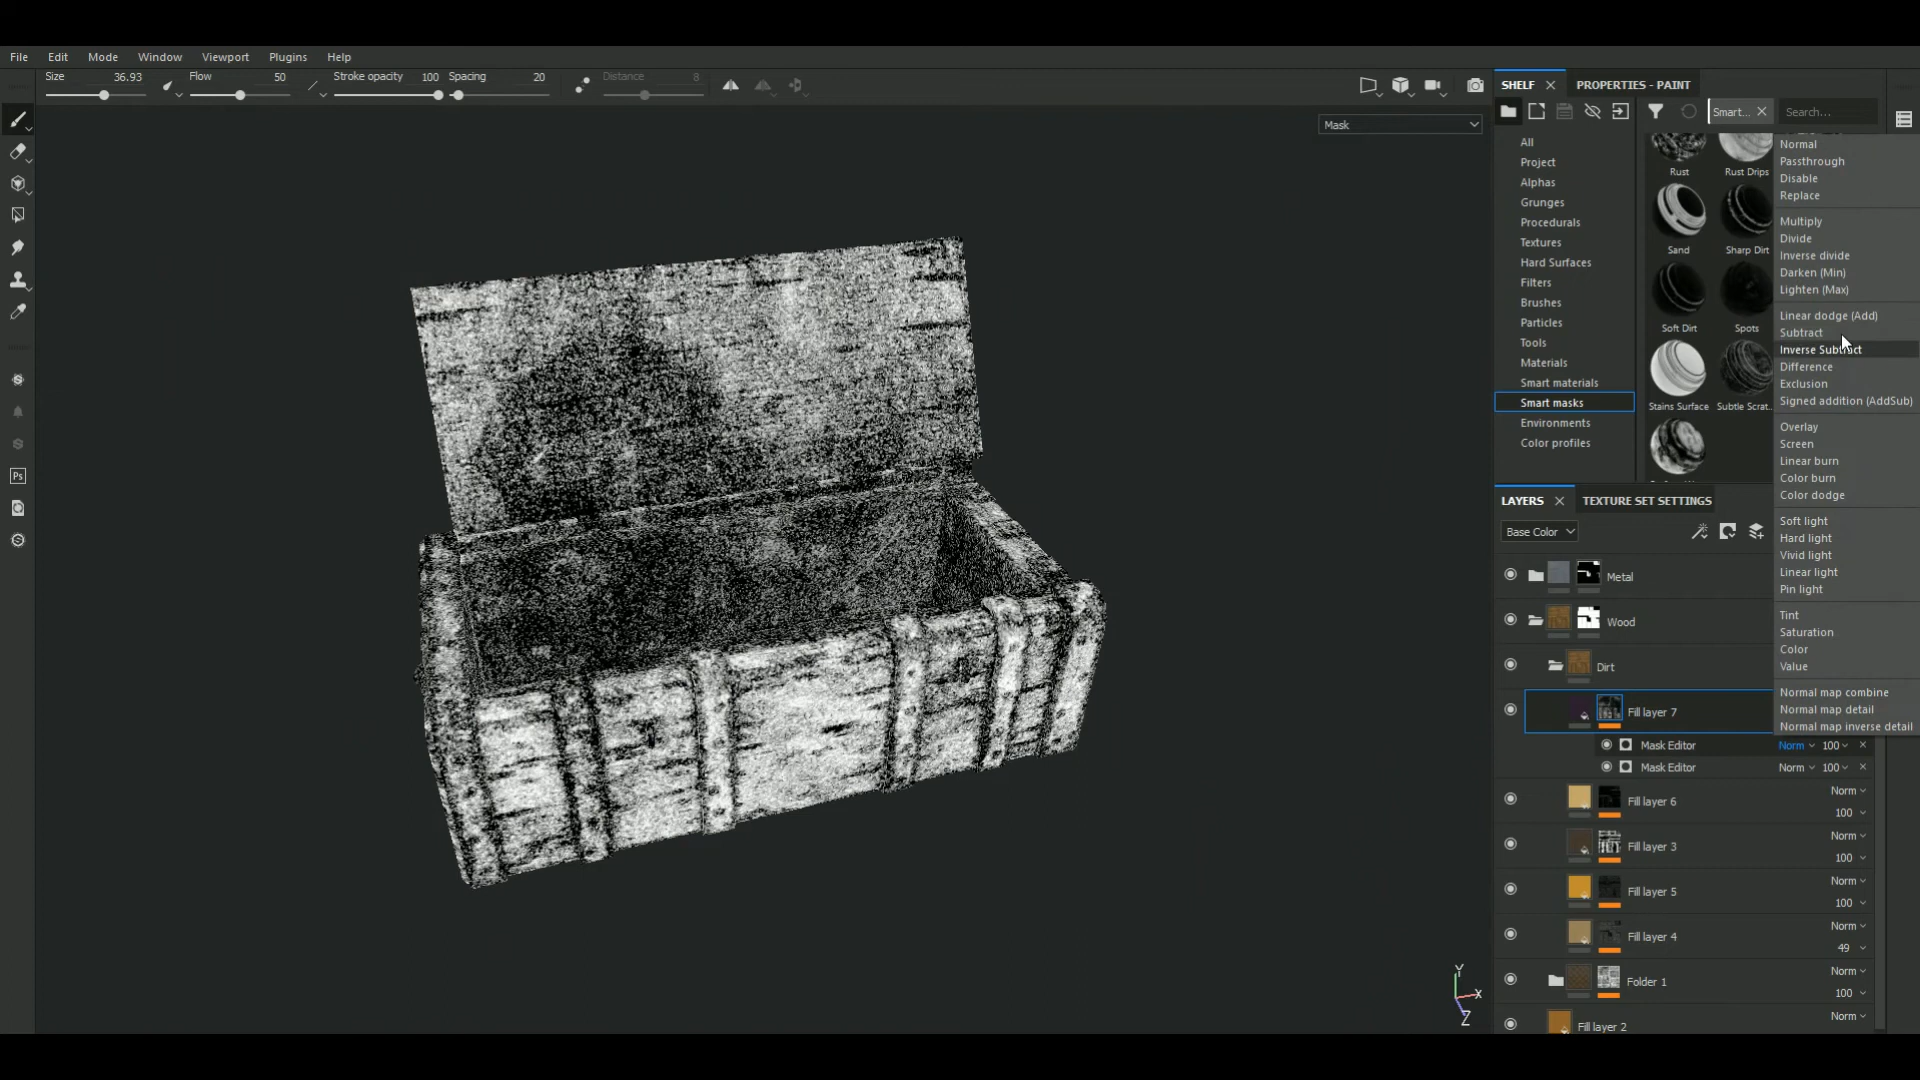 File Edit Mode Window Viewport Plugins Help
Size 36.93 Flow 50 Stroke opacity 100 Spacing 20 Distance 8
Mask
SHELF PROPERTIES - PAINT
Smart... Search...
All
Project
Alphas
Grunges
Procedurals
Textures
Hard Surfaces
Filters
Brushes
Particles
Tools
Materials
Smart materials
Smart masks
Environments
Color profiles
Rust Rust Drips
Sand Sharp Dirt
Soft Dirt Spots
Stains Surface Subtle Scrat...
Normal
Passthrough
Disable
Replace
Multiply
Divide
Inverse divide
Darken (Min)
Lighten (Max)
Linear dodge (Add)
Subtract
Inverse Subtract
Difference
Exclusion
Signed addition (AddSub)
Overlay
Screen
Linear burn
Color burn
Color dodge
Soft light
Hard light
Vivid light
Linear light
Pin light
Tint
Saturation
Color
Value
Normal map combine
Normal map detail
Normal map inverse detail
LAYERS TEXTURE SET SETTINGS
Base Color
Metal
Wood
Dirt
Fill layer 7
Mask Editor Norm 100
Mask Editor Norm 100
Fill layer 6 Norm 100
Fill layer 3 Norm 100
Fill layer 5 Norm 100
Fill layer 4 Norm 49
Folder 1 Norm 100
Fill layer 2 Norm
Ps
Y
X
Z